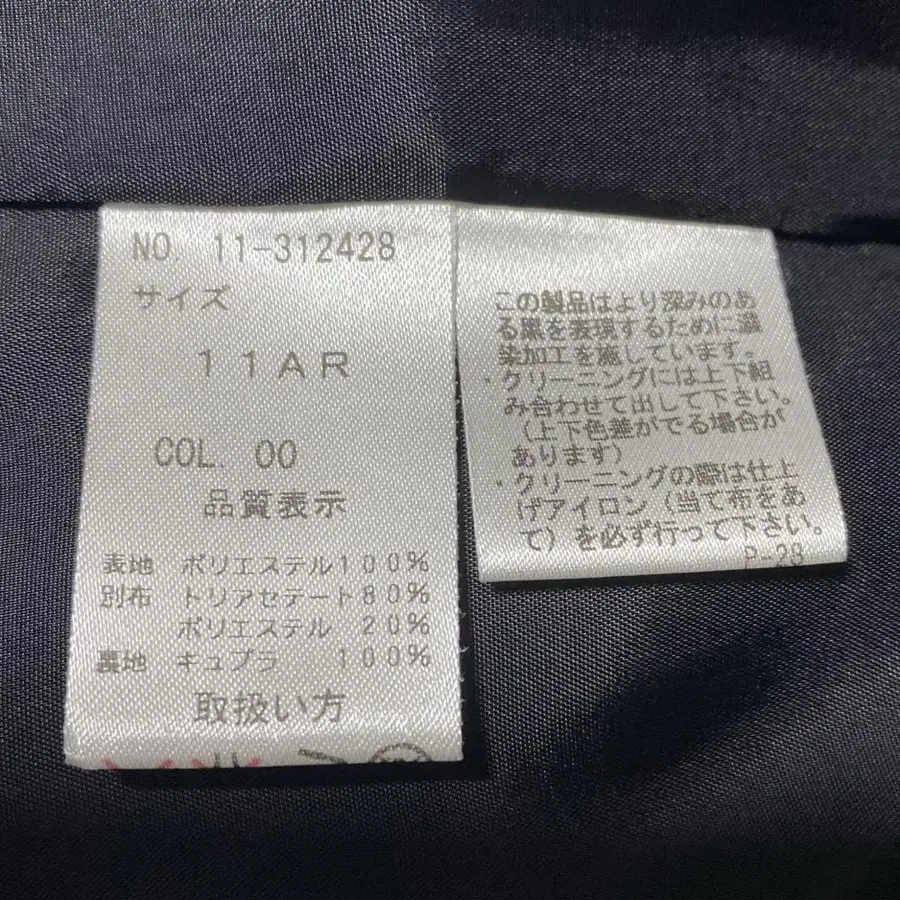 NO 11-312428
サイズ
11AR
COL. 00
品質表示
表地 ポリエステル100%
別布 トリアセテート80%
ポリエステル 20%
裏地 キュプラ 100%
取扱い方
この製品はより深みのあ
る黒を表現するために濃
染加工を施しています。
・クリーニングには上下組
み合わせて出して下さい。
(上下色差がでる場合が
あります)
・クリーニングの際は仕上
げアイロン(当て布をあ
て)を必ず行って下さい。
P-28